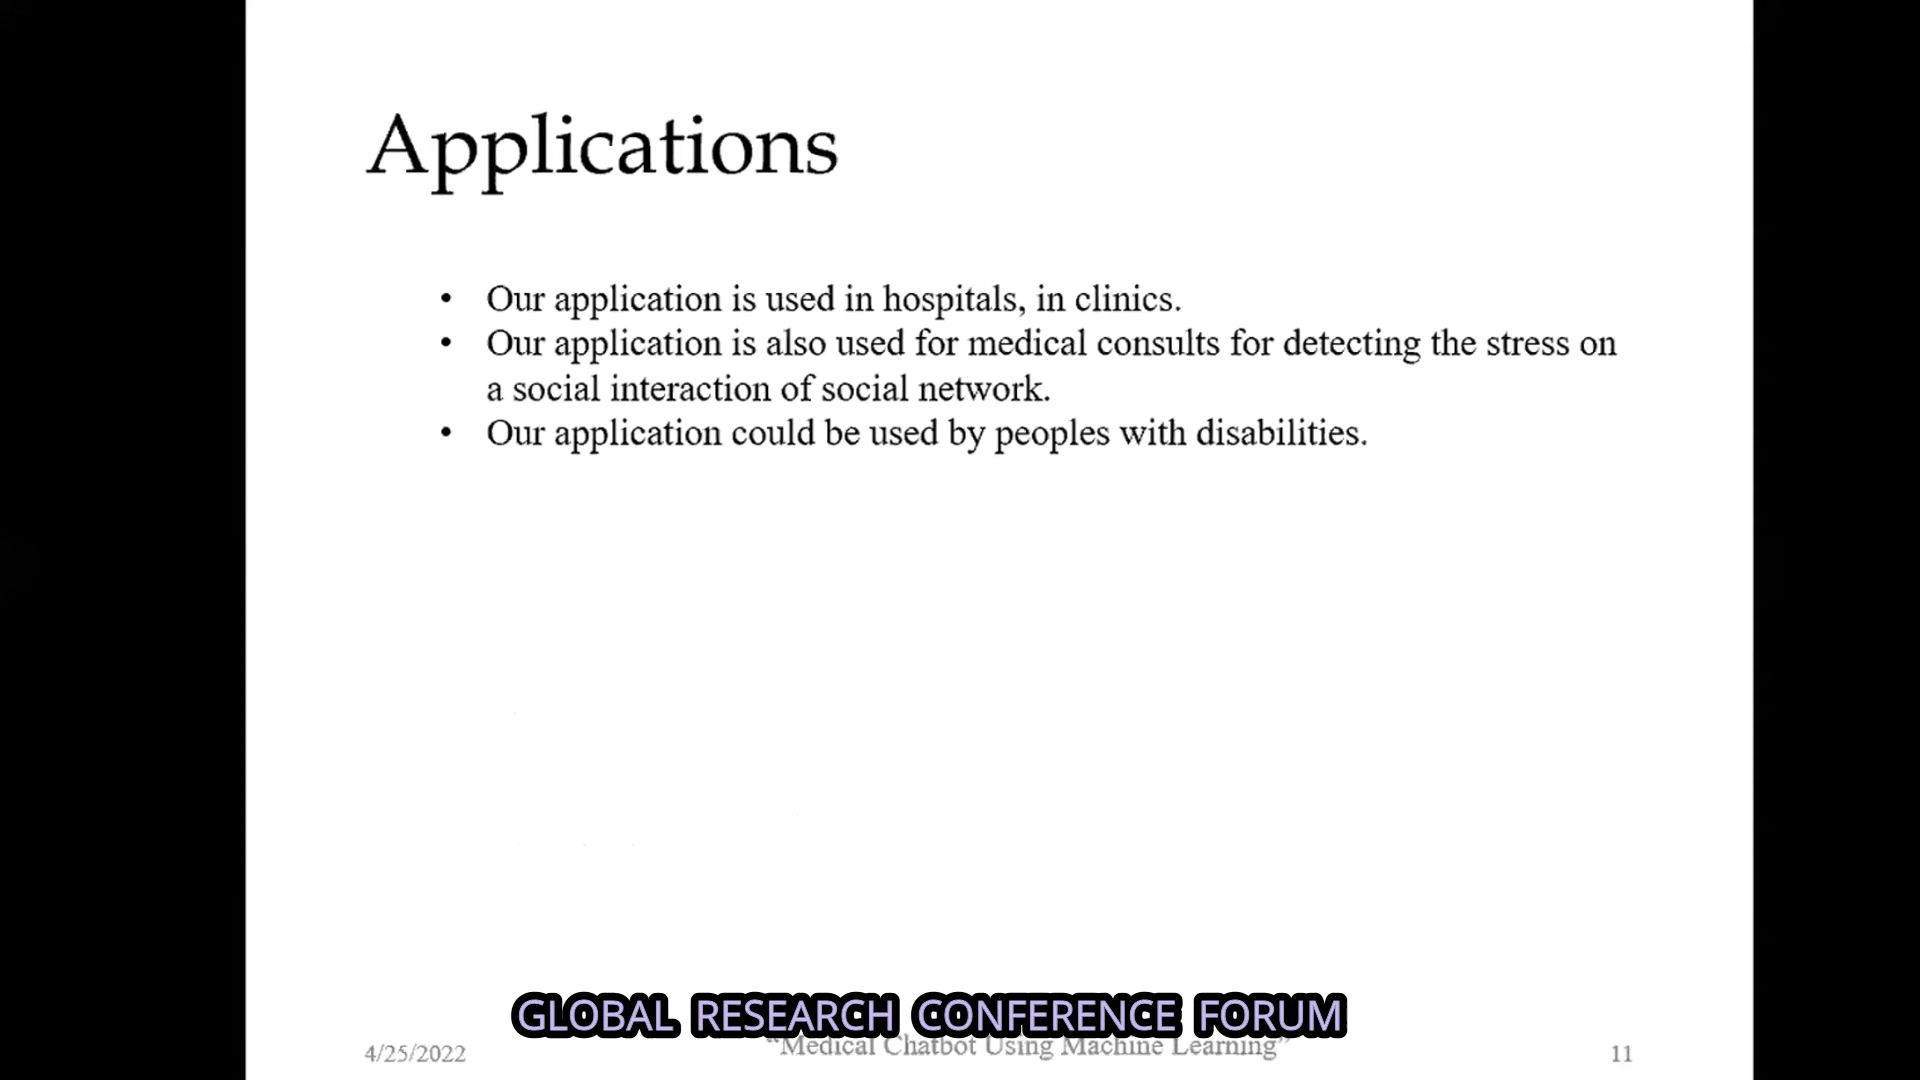 Applications
• Our application is used in hospitals, in clinics.
• Our application is also used for medical consults for detecting the stress on
a social interaction of social network.
• Our application could be used by peoples with disabilities.
GLOBAL RESEARCH CONFERENCE FORUM
4/25/2022
“Medical Chatbot Using Machine Learning”
11